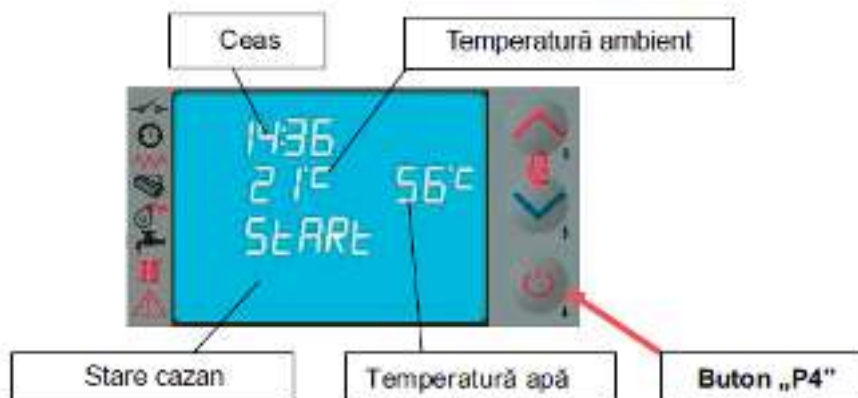 Ceas
Temperatură ambient
14:36
21°C
56°C
StARt
Stare cazan
Temperatură apă
Buton „P4”